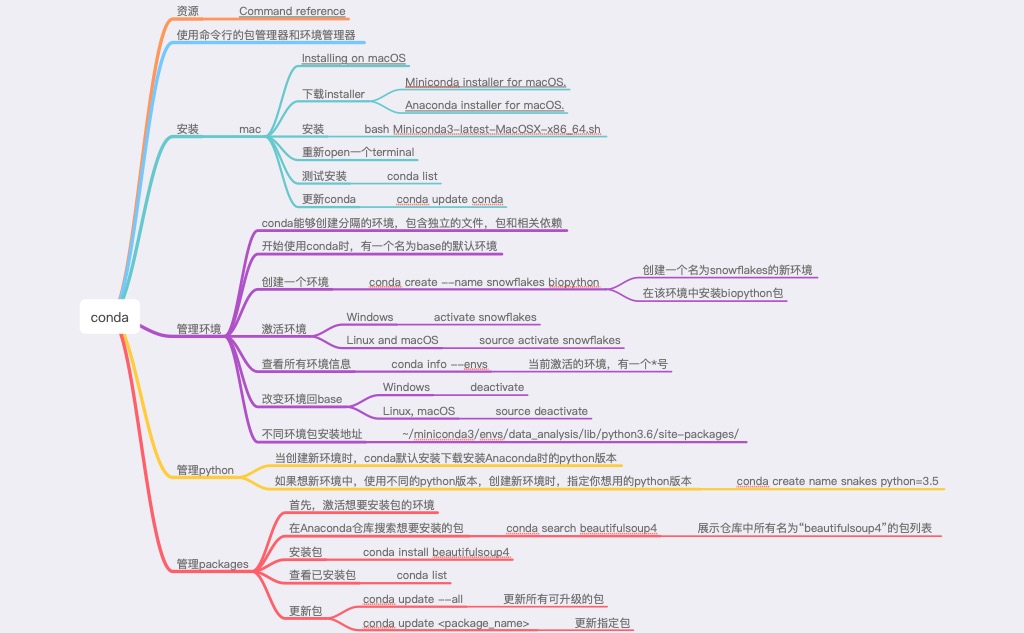 资源 Command reference
使用命令行的包管理器和环境管理器
Installing on macOS
下载installer
Miniconda installer for macOS.
Anaconda installer for macOS.
安装 mac
安装 bash Miniconda3-latest-MacOSX-x86_64.sh
重新open一个terminal
测试安装 conda list
更新conda conda update conda
conda能够创建分隔的环境，包含独立的文件，包和相关依赖
开始使用conda时，有一个名为base的默认环境
创建一个环境 conda create --name snowflakes biopython
创建一个名为snowflakes的新环境
在该环境中安装biopython包
conda
管理环境
激活环境
Windows activate snowflakes
Linux and macOS source activate snowflakes
查看所有环境信息 conda info --envs 当前激活的环境，有一个*号
改变环境回base
Windows deactivate
Linux, macOS source deactivate
不同环境包安装地址 ~/miniconda3/envs/data_analysis/lib/python3.6/site-packages/
管理python
当创建新环境时，conda默认安装下载安装Anaconda时的python版本
如果想新环境中，使用不同的python版本，创建新环境时，指定你想用的python版本 conda create name snakes python=3.5
首先，激活想要安装包的环境
在Anaconda仓库搜索想要安装的包 conda search beautifulsoup4 展示仓库中所有名为“beautifulsoup4”的包列表
安装包 conda install beautifulsoup4
管理packages
查看已安装包 conda list
更新包
conda update --all 更新所有可升级的包
conda update <package_name> 更新指定包